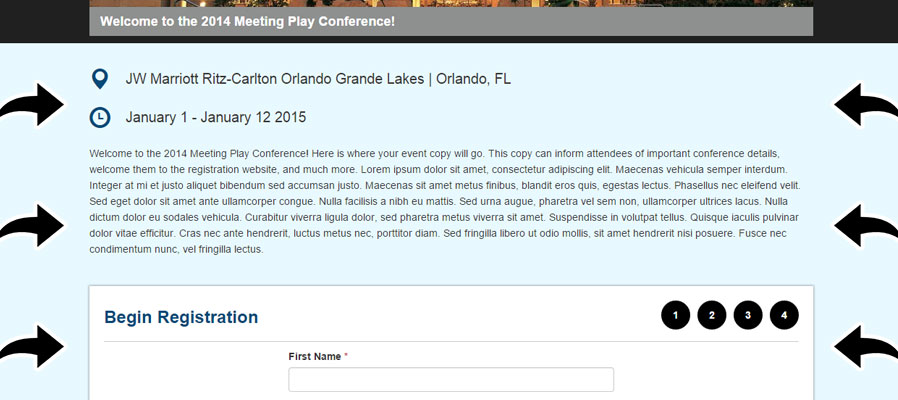 Welcome to the 2014 Meeting Play Conference!
JW Marriott Ritz-Carlton Orlando Grande Lakes | Orlando, FL
January 1 - January 12 2015
Welcome to the 2014 Meeting Play Conference! Here is where your event copy will go. This copy can inform attendees of important conference details,
welcome them to the registration website, and much more. Lorem ipsum dolor sit amet, consectetur adipiscing elit. Maecenas vehicula semper interdum.
Integer at mi et justo aliquet bibendum sed accumsan justo. Maecenas sit amet metus finibus, blandit eros quis, egestas lectus. Phasellus nec eleifend velit.
Sed eget dolor sit amet ante ullamcorper congue. Nulla facilisis a nibh eu mattis. Sed urna augue, pharetra vel sem non, ullamcorper ultrices lacus. Nulla
dictum dolor eu sodales vehicula. Curabitur viverra ligula dolor, sed pharetra metus viverra sit amet. Suspendisse in volutpat tellus. Quisque iaculis pulvinar
dolor vitae efficitur. Cras nec ante hendrerit, luctus metus nec, porttitor diam. Sed fringilla libero ut odio mollis, sit amet hendrerit nisi posuere. Fusce nec
condimentum nunc, vel fringilla lectus.
Begin Registration
1 2 3 4
First Name *